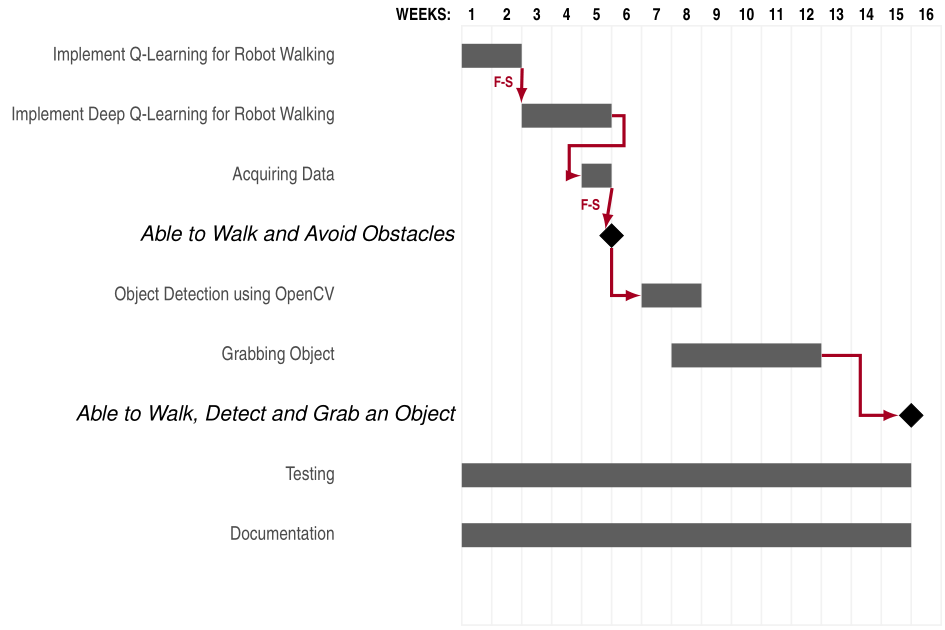 WEEKS: 1 2 3 4 5 6 7 8 9 10 11 12 13 14 15 16
Implement Q-Learning for Robot Walking
F-S
Implement Deep Q-Learning for Robot Walking
Acquiring Data
F-S
Able to Walk and Avoid Obstacles
Object Detection using OpenCV
Grabbing Object
Able to Walk, Detect and Grab an Object
Testing
Documentation